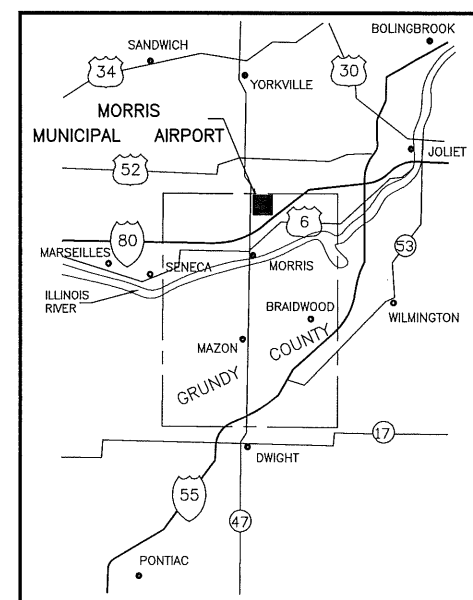 BOLINGBROOK
SANDWICH
34
30
YORKVILLE
MORRIS
MUNICIPAL AIRPORT
JOLIET
52
6
80
53
MARSEILLES
SENECA
MORRIS
ILLINOIS
RIVER
BRAIDWOOD
WILMINGTON
MAZON
GRUNDY COUNTY
17
DWIGHT
55
47
PONTIAC